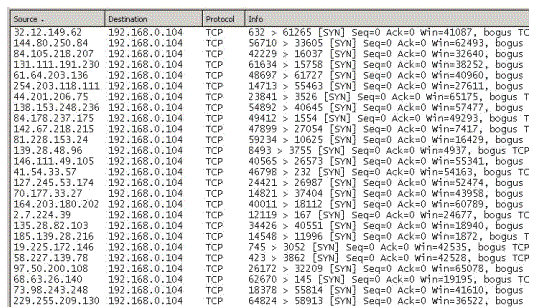 Source Destination Protocol Info
32.12.149.62 192.168.0.104 TCP 632 > 61265 [SYN] Seq=0 Ack=0 Win=41087, bogus TC
144.80.250.84 192.168.0.104 TCP 56710 > 33605 [SYN] Seq=0 Ack=0 Win=62493, bogus
84.105.218.207 192.168.0.104 TCP 42229 > 16037 [SYN] Seq=0 Ack=0 Win=32640, bogus
131.111.191.230 192.168.0.104 TCP 61634 > 15758 [SYN] Seq=0 Ack=0 Win=38252, bogus
61.64.203.136 192.168.0.104 TCP 48697 > 61727 [SYN] Seq=0 Ack=0 Win=40960, bogus
254.203.118.111 192.168.0.104 TCP 14713 > 55463 [SYN] Seq=0 Ack=0 Win=27611, bogus
44.201.206.75 192.168.0.104 TCP 23841 > 3526 [SYN] Seq=0 Ack=0 Win=65175, bogus T
138.153.248.236 192.168.0.104 TCP 54892 > 40645 [SYN] Seq=0 Ack=0 Win=57477, bogus
84.178.237.175 192.168.0.104 TCP 49412 > 1554 [SYN] Seq=0 Ack=0 Win=49293, bogus T
142.67.218.215 192.168.0.104 TCP 47899 > 27054 [SYN] Seq=0 Ack=0 Win=7417, bogus T
81.228.153.24 192.168.0.104 TCP 59234 > 10625 [SYN] Seq=0 Ack=0 Win=16429, bogus
139.28.48.96 192.168.0.104 TCP 8493 > 3755 [SYN] Seq=0 Ack=0 Win=4937, bogus TCP
146.111.49.105 192.168.0.104 TCP 40565 > 26573 [SYN] Seq=0 Ack=0 Win=55341, bogus
41.54.33.57 192.168.0.104 TCP 46798 > 232 [SYN] Seq=0 Ack=0 Win=54163, bogus TC
127.245.53.174 192.168.0.104 TCP 24421 > 26987 [SYN] Seq=0 Ack=0 Win=52474, bogus
70.177.33.27 192.168.0.104 TCP 14821 > 37404 [SYN] Seq=0 Ack=0 Win=43958, bogus
164.203.180.202 192.168.0.104 TCP 40011 > 18112 [SYN] Seq=0 Ack=0 Win=60789, bogus
2.7.224.39 192.168.0.104 TCP 12119 > 167 [SYN] Seq=0 Ack=0 Win=24677, bogus TC
135.28.82.103 192.168.0.104 TCP 34426 > 40551 [SYN] Seq=0 Ack=0 Win=18940, bogus
185.139.28.216 192.168.0.104 TCP 14548 > 11996 [SYN] Seq=0 Ack=0 Win=1872, bogus T
19.225.172.146 192.168.0.104 TCP 745 > 3052 [SYN] Seq=0 Ack=0 Win=42535, bogus TCP
58.227.139.78 192.168.0.104 TCP 423 > 3862 [SYN] Seq=0 Ack=0 Win=42528, bogus TCP
97.50.200.108 192.168.0.104 TCP 26172 > 32209 [SYN] Seq=0 Ack=0 Win=65078, bogus
68.63.26.140 192.168.0.104 TCP 62670 > 145 [SYN] Seq=0 Ack=0 Win=19195, bogus TC
73.98.243.248 192.168.0.104 TCP 18378 > 55814 [SYN] Seq=0 Ack=0 Win=41610, bogus
229.255.209.130 192.168.0.104 TCP 64824 > 58913 [SYN] Seq=0 Ack=0 Win=36522, bogus